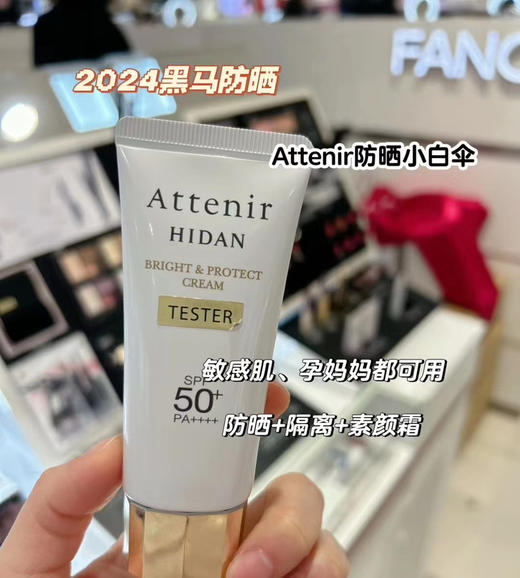 2024黑马防晒
FANC
Attenir防晒小白伞
Attenir
HIDAN
BRIGHT & PROTECT
CREAM
TESTER
敏感肌、孕妈妈都可用
SPF
50+
PA++++
防晒+隔离+素颜霜